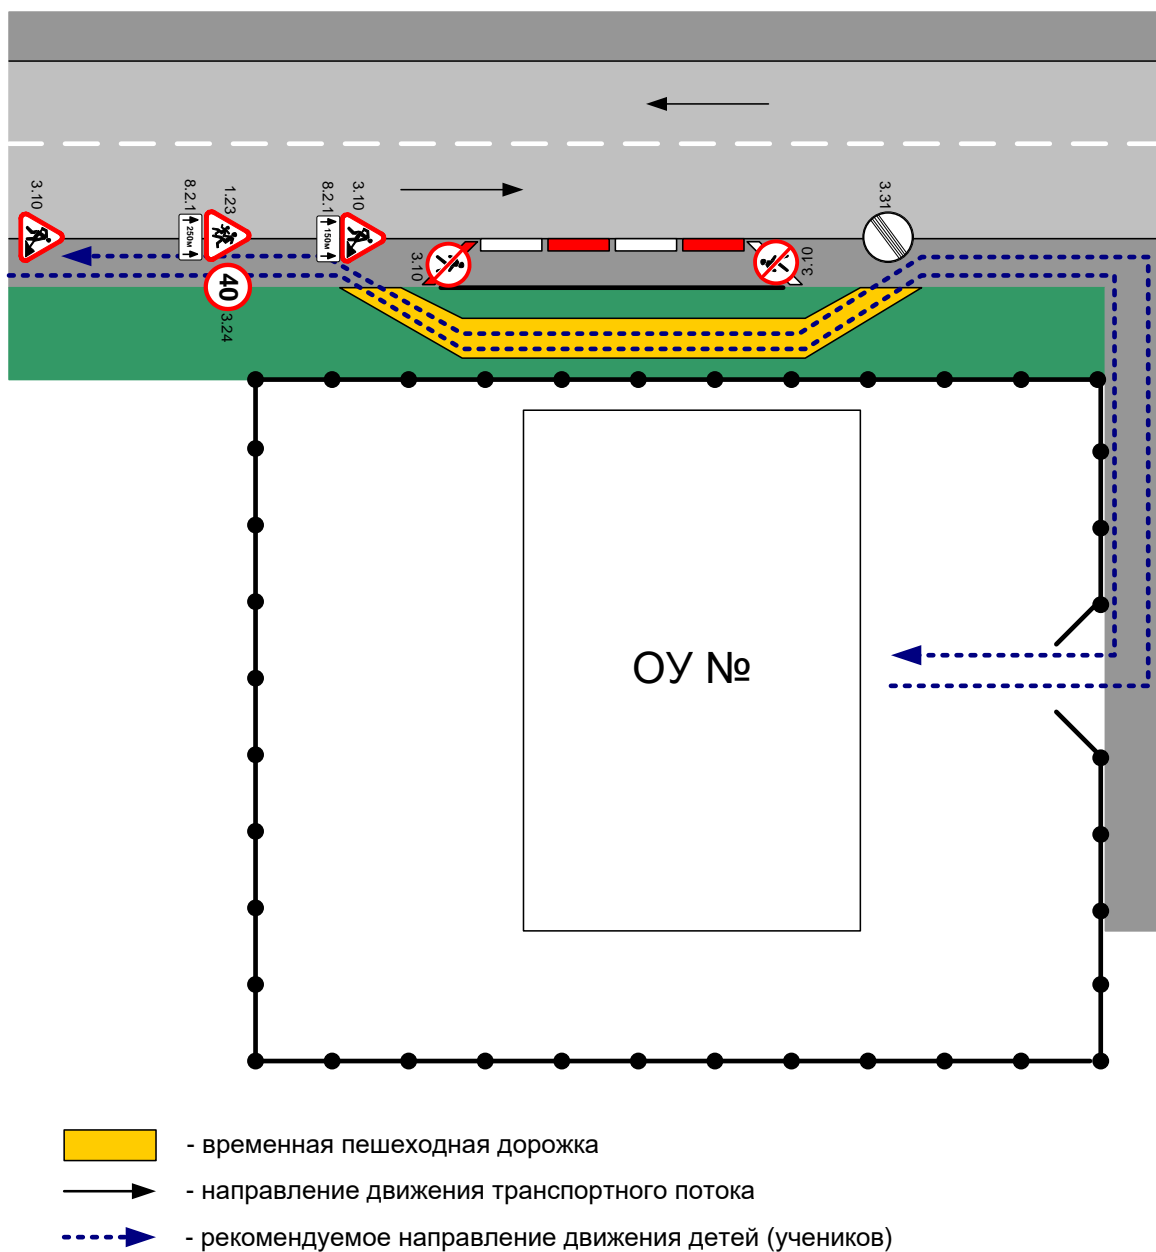 3.10
8.2.1
250м
1.23
40
3.24
8.2.1
150м
3.10
3.10
3.10
3.31
ОУ №
- временная пешеходная дорожка
- направление движения транспортного потока
- рекомендуемое направление движения детей (учеников)